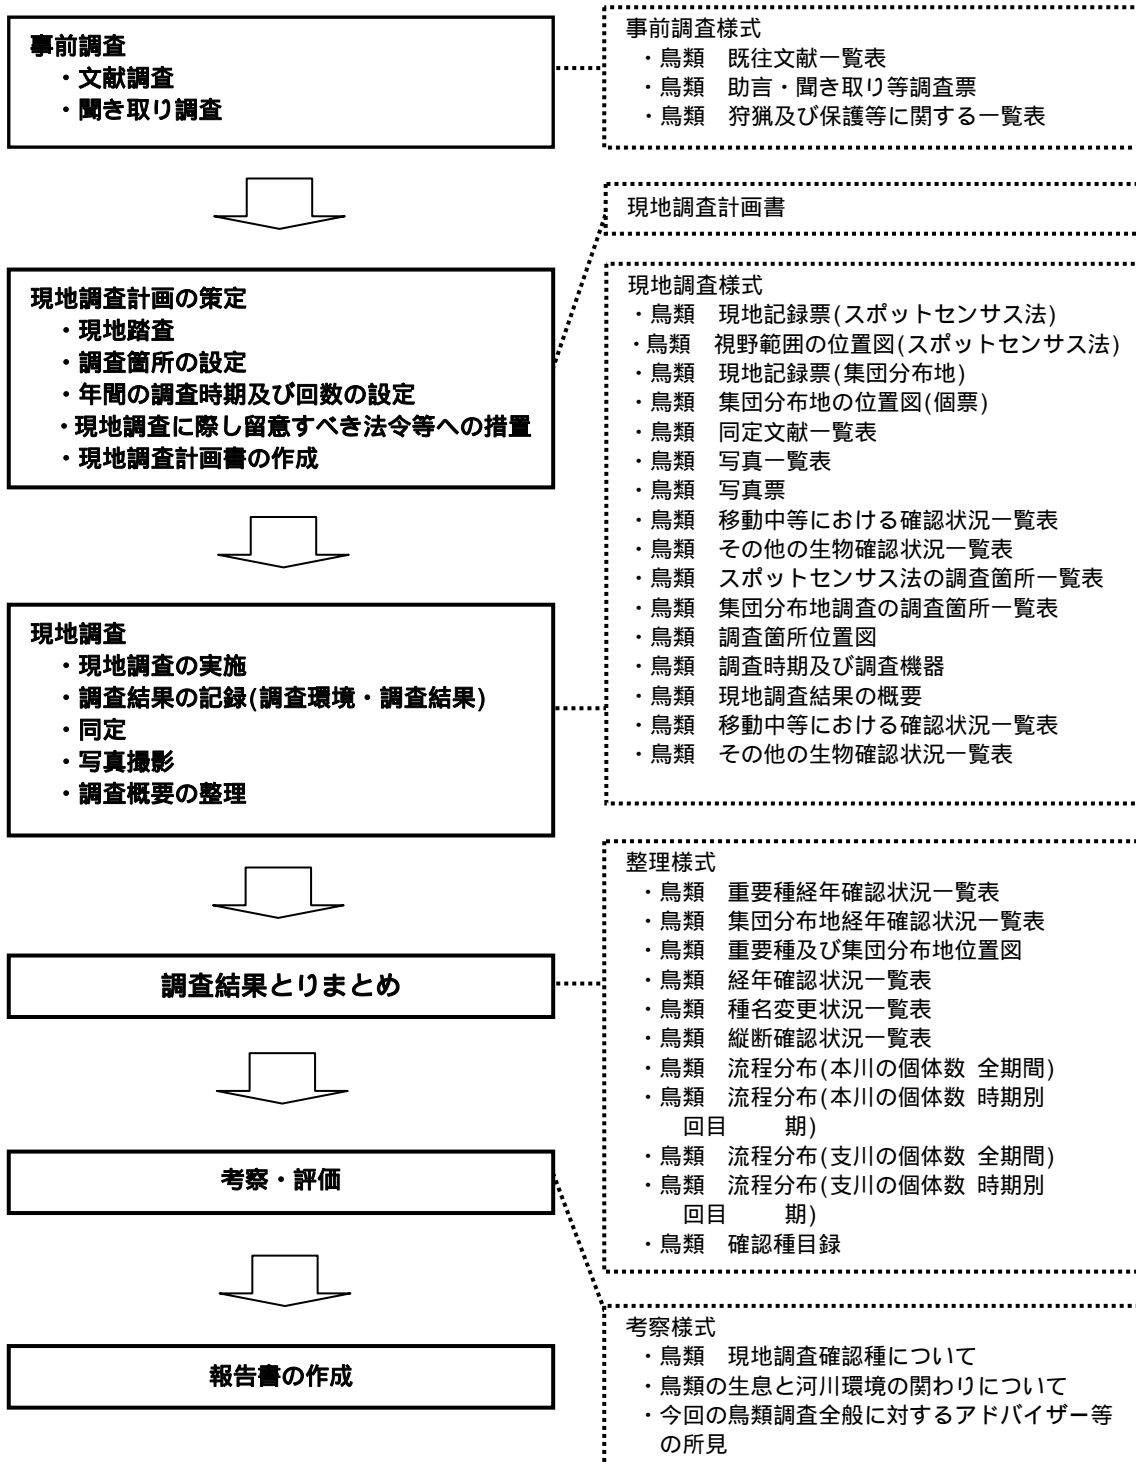 事前調査
・文献調査
・聞き取り調査
事前調査様式
・鳥類　既往文献一覧表
・鳥類　助言・聞き取り等調査票
・鳥類　狩猟及び保護等に関する一覧表
現地調査計画の策定
・現地踏査
・調査箇所の設定
・年間の調査時期及び回数の設定
・現地調査に際し留意すべき法令等への措置
・現地調査計画書の作成
現地調査計画書
現地調査
・現地調査の実施
・調査結果の記録(調査環境・調査結果)
・同定
・写真撮影
・調査概要の整理
現地調査様式
・鳥類　現地記録票(スポットセンサス法)
・鳥類　視野範囲の位置図(スポットセンサス法)
・鳥類　現地記録票(集団分布地)
・鳥類　集団分布地の位置図(個票)
・鳥類　同定文献一覧表
・鳥類　写真一覧表
・鳥類　写真票
・鳥類　移動中等における確認状況一覧表
・鳥類　その他の生物確認状況一覧表
・鳥類　スポットセンサス法の調査箇所一覧表
・鳥類　集団分布地調査の調査箇所一覧表
・鳥類　調査箇所位置図
・鳥類　調査時期及び調査機器
・鳥類　現地調査結果の概要
・鳥類　移動中等における確認状況一覧表
・鳥類　その他の生物確認状況一覧表
調査結果とりまとめ
整理様式
・鳥類　重要種経年確認状況一覧表
・鳥類　集団分布地経年確認状況一覧表
・鳥類　重要種及び集団分布地位置図
・鳥類　経年確認状況一覧表
・鳥類　種名変更状況一覧表
・鳥類　縦断確認状況一覧表
・鳥類　流程分布(本川の個体数 全期間)
・鳥類　流程分布(本川の個体数 時期別
回目　　期)
・鳥類　流程分布(支川の個体数 全期間)
・鳥類　流程分布(支川の個体数 時期別
回目　　期)
・鳥類　確認種目録
考察・評価
考察様式
・鳥類　現地調査確認種について
・鳥類の生息と河川環境の関わりについて
・今回の鳥類調査全般に対するアドバイザー等
の所見
報告書の作成